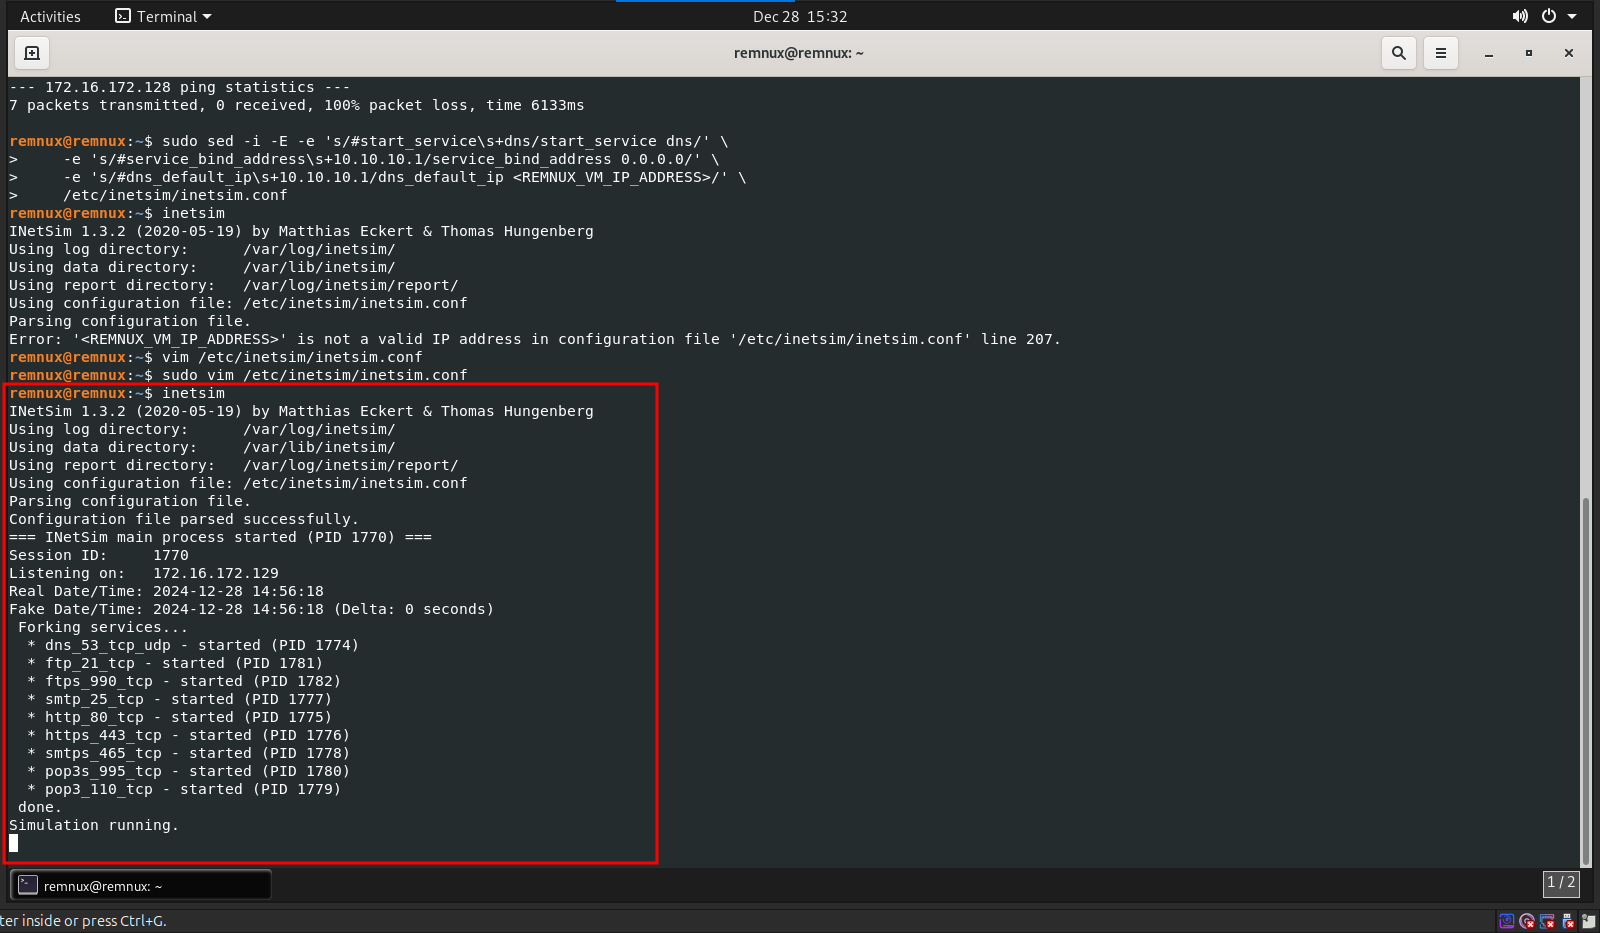 Activities
Terminal
Dec 28 15:32
remnux@remnux: ~
--- 172.16.172.128 ping statistics ---
7 packets transmitted, 0 received, 100% packet loss, time 6133ms
remnux@remnux:~$ sudo sed -i -E -e 's/#start_service\s+dns/start_service dns/' \
>     -e 's/#service_bind_address\s+10.10.10.1/service_bind_address 0.0.0.0/' \
>     -e 's/#dns_default_ip\s+10.10.10.1/dns_default_ip <REMNUX_VM_IP_ADDRESS>/' \
>     /etc/inetsim/inetsim.conf
remnux@remnux:~$ inetsim
INetSim 1.3.2 (2020-05-19) by Matthias Eckert & Thomas Hungenberg
Using log directory:      /var/log/inetsim/
Using data directory:     /var/lib/inetsim/
Using report directory:   /var/log/inetsim/report/
Using configuration file: /etc/inetsim/inetsim.conf
Parsing configuration file.
Error: '<REMNUX_VM_IP_ADDRESS>' is not a valid IP address in configuration file '/etc/inetsim/inetsim.conf' line 207.
remnux@remnux:~$ vim /etc/inetsim/inetsim.conf
remnux@remnux:~$ sudo vim /etc/inetsim/inetsim.conf
remnux@remnux:~$ inetsim
INetSim 1.3.2 (2020-05-19) by Matthias Eckert & Thomas Hungenberg
Using log directory:      /var/log/inetsim/
Using data directory:     /var/lib/inetsim/
Using report directory:   /var/log/inetsim/report/
Using configuration file: /etc/inetsim/inetsim.conf
Parsing configuration file.
Configuration file parsed successfully.
=== INetSim main process started (PID 1770) ===
Session ID:     1770
Listening on:   172.16.172.129
Real Date/Time: 2024-12-28 14:56:18
Fake Date/Time: 2024-12-28 14:56:18 (Delta: 0 seconds)
 Forking services...
  * dns_53_tcp_udp - started (PID 1774)
  * ftp_21_tcp - started (PID 1781)
  * ftps_990_tcp - started (PID 1782)
  * smtp_25_tcp - started (PID 1777)
  * http_80_tcp - started (PID 1775)
  * https_443_tcp - started (PID 1776)
  * smtps_465_tcp - started (PID 1778)
  * pop3s_995_tcp - started (PID 1780)
  * pop3_110_tcp - started (PID 1779)
 done.
Simulation running.
remnux@remnux: ~
1 / 2
ter inside or press Ctrl+G.